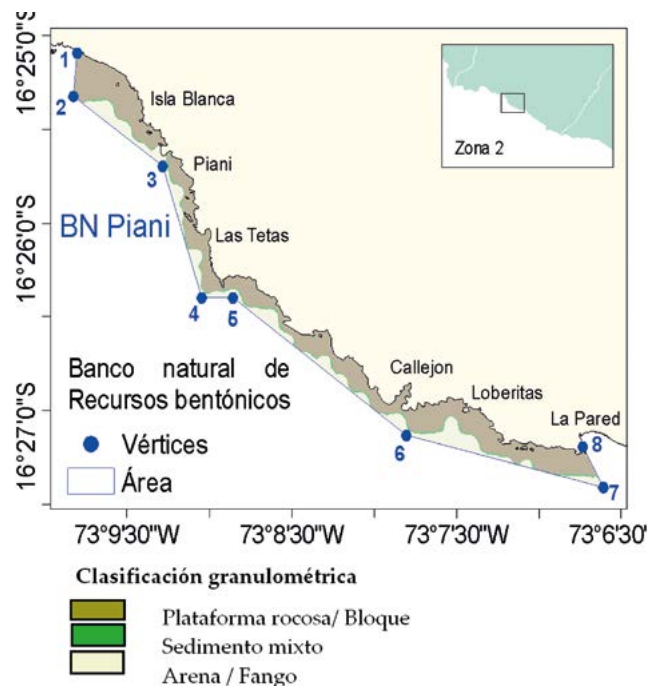 16°25'0"S
16°26'0"S
16°27'0"S
1
2
Isla Blanca
3
Piani
BN Piani
Las Tetas
4
5
Zona 2
Callejon
Loberitas
La Pared
6
8
7
Banco natural de
Recursos bentónicos
Vértices
Área
73°9'30"W
73°8'30"W
73°7'30"W
73°6'30"
Clasificación granulométrica
Plataforma rocosa/ Bloque
Sedimento mixto
Arena / Fango